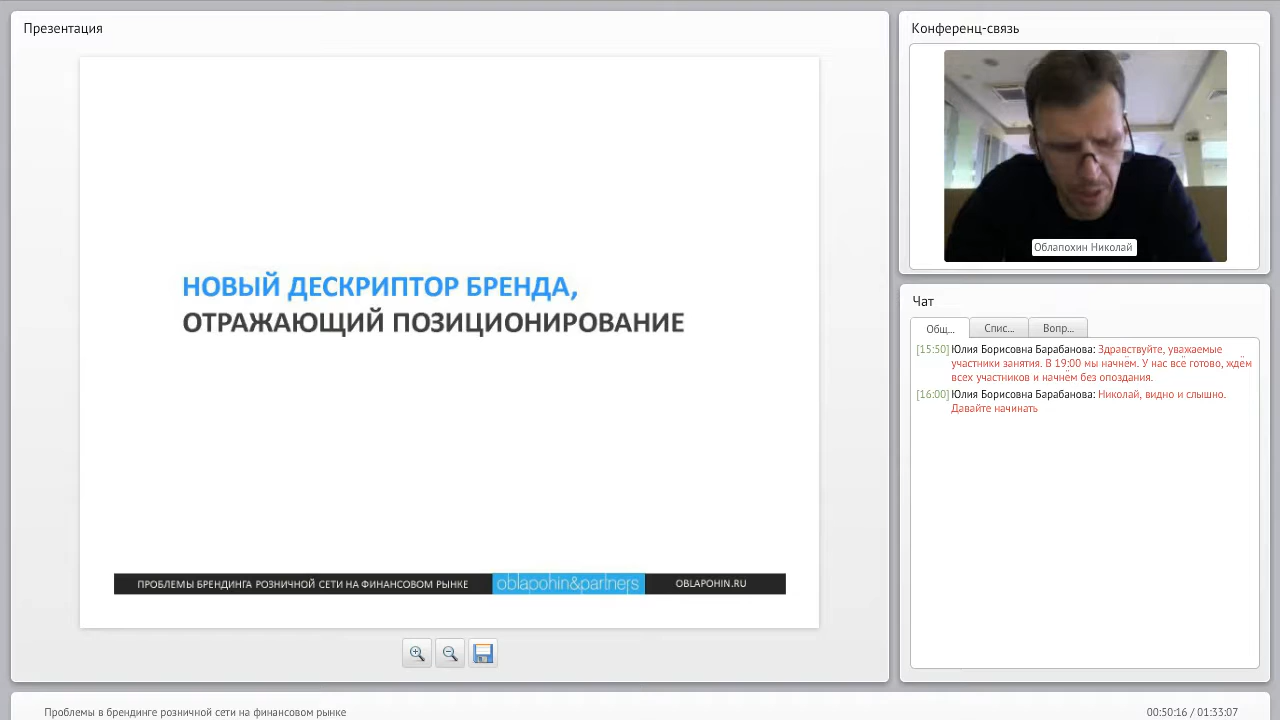 Презентация
НОВЫЙ ДЕСКРИПТОР БРЕНДА,
ОТРАЖАЮЩИЙ ПОЗИЦИОНИРОВАНИЕ
ПРОБЛЕМЫ БРЕНДИНГА РОЗНИЧНОЙ СЕТИ НА ФИНАНСОВОМ РЫНКЕ
oblapohin&partners
OBLAPOHIN.RU
Конференц-связь
Облапохин Николай
Чат
Общ...
Спис...
Вопр...
[15:50] Юлия Борисовна Барабанова: Здравствуйте, уважаемые
участники занятия. В 19:00 мы начнём. У нас всё готово, ждём
всех участников и начнём без опоздания.
[16:00] Юлия Борисовна Барабанова: Николай, видно и слышно.
Давайте начинать
Проблемы в брендинге розничной сети на финансовом рынке
00:50:16 / 01:33:07